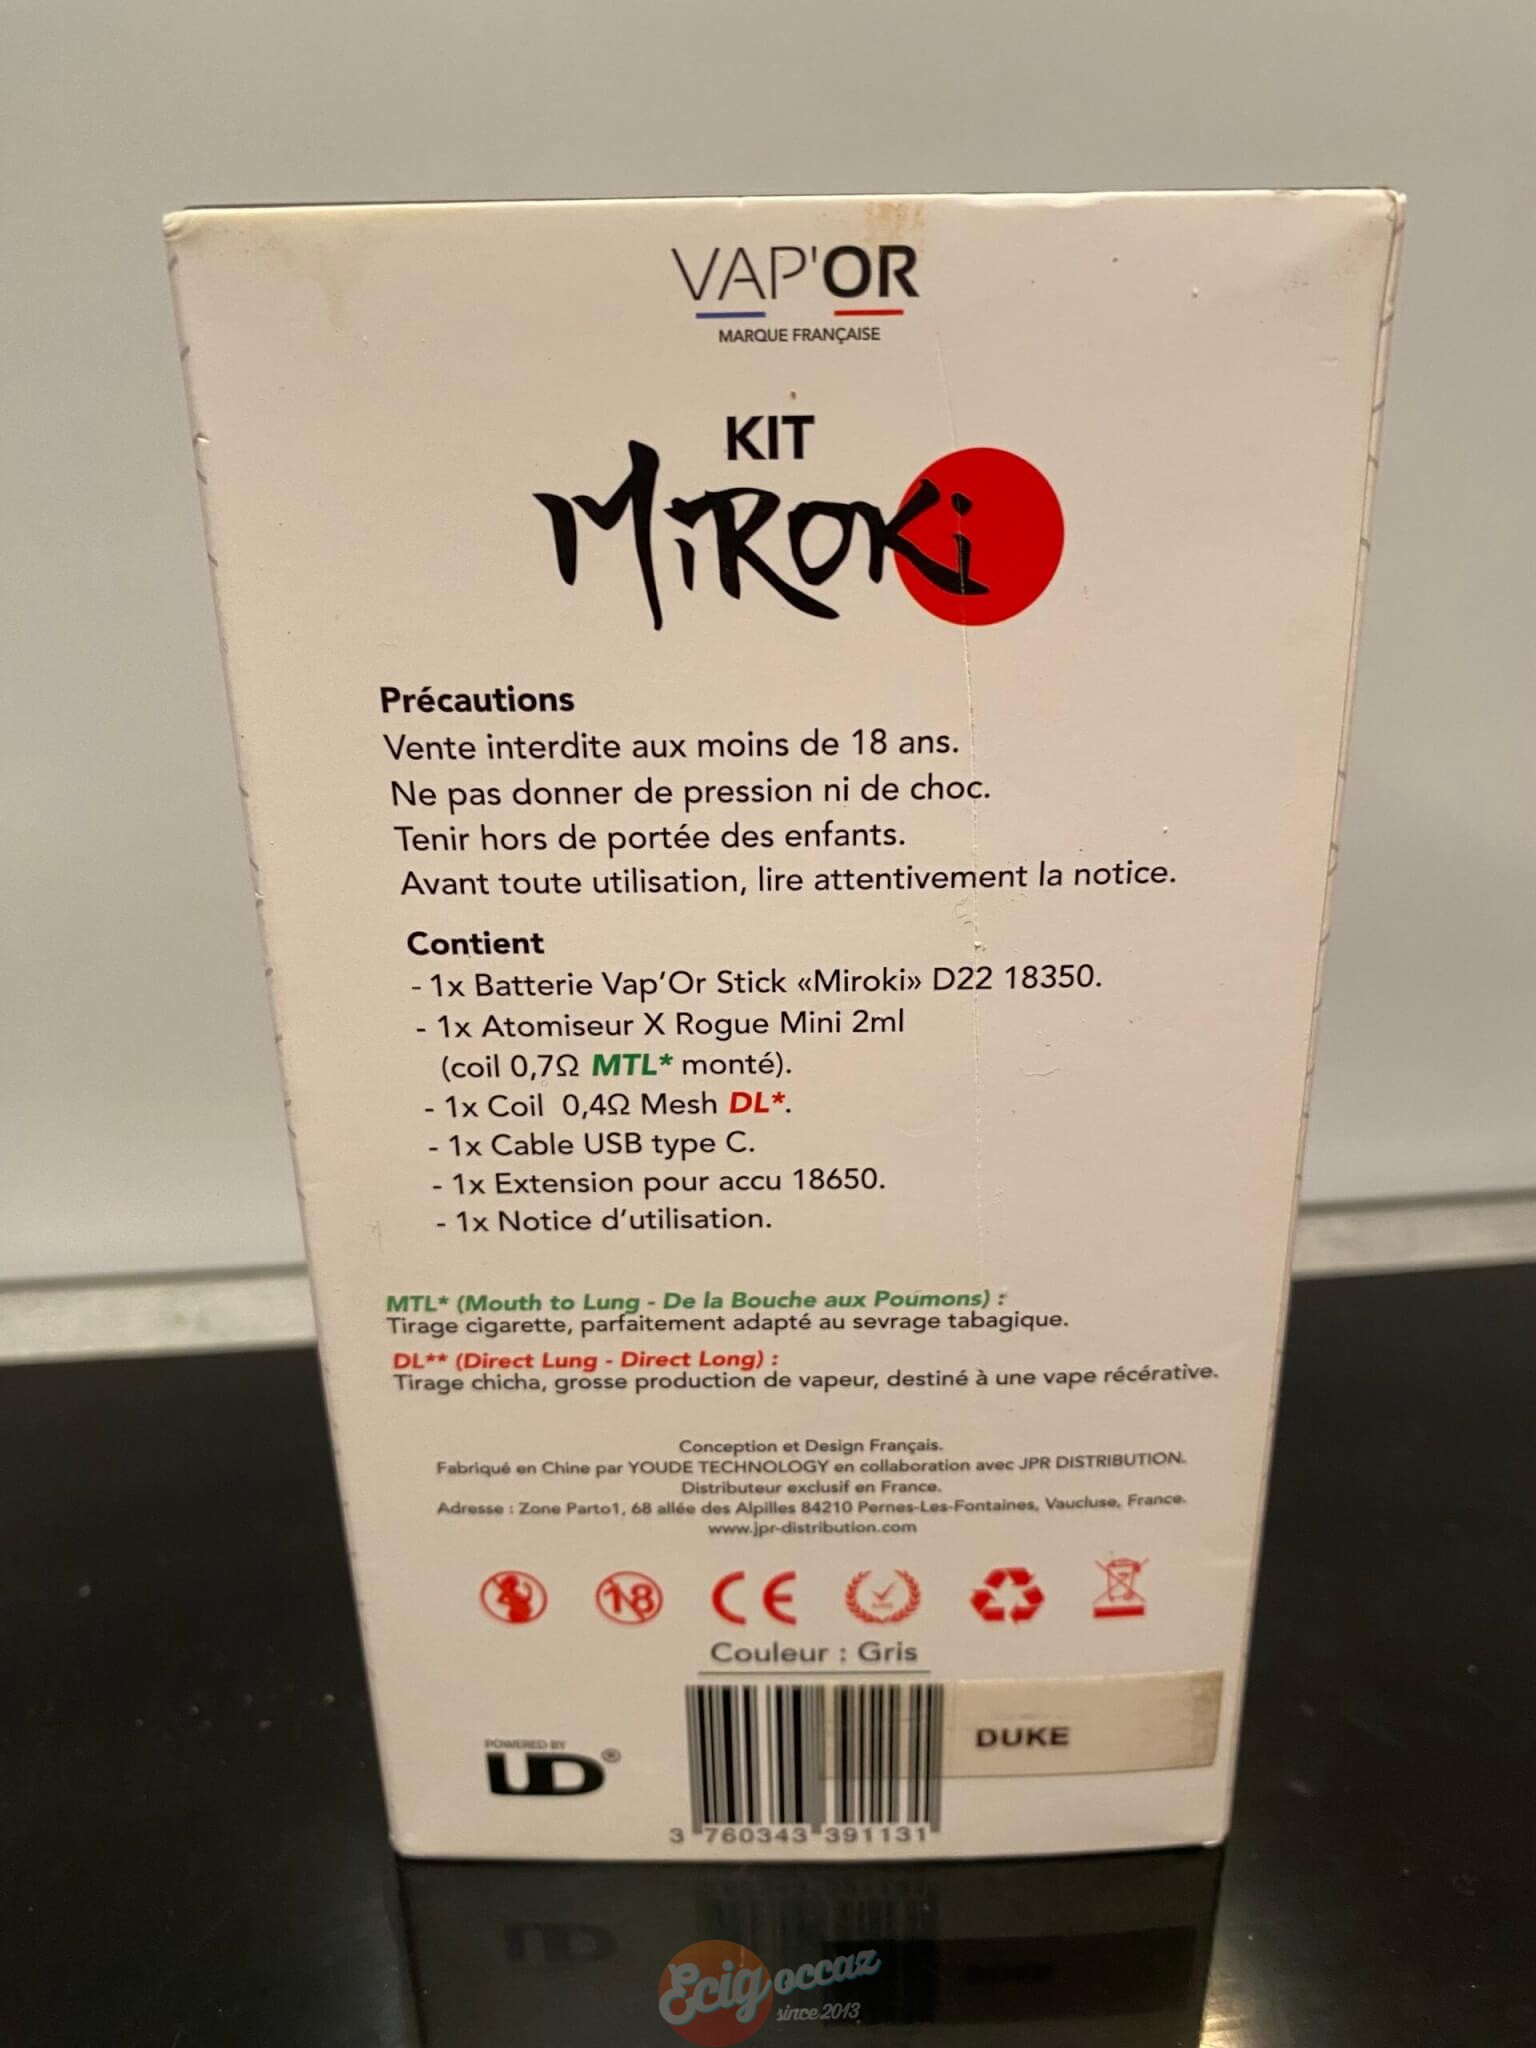 VAP'OR
MARQUE FRANÇAISE
KIT
MiROKi
Précautions
Vente interdite aux moins de 18 ans.
Ne pas donner de pression ni de choc.
Tenir hors de portée des enfants.
Avant toute utilisation, lire attentivement la notice.
Contient
- 1x Batterie Vap'Or Stick «Miroki» D22 18350.
- 1x Atomiseur X Rogue Mini 2ml
(coil 0,7Ω MTL* monté).
- 1x Coil 0,4Ω Mesh DL*.
- 1x Cable USB type C.
- 1x Extension pour accu 18650.
- 1x Notice d'utilisation.
MTL* (Mouth to Lung - De la Bouche aux Poumons) :
Tirage cigarette, parfaitement adapté au sevrage tabagique.
DL** (Direct Lung - Direct Long) :
Tirage chicha, grosse production de vapeur, destiné à une vape récérative.
Conception et Design Français.
Fabriqué en Chine par YOUDE TECHNOLOGY en collaboration avec JPR DISTRIBUTION.
Distributeur exclusif en France.
Adresse : Zone Parto1, 68 allée des Alpilles 84210 Pernes-Les-Fontaines, Vaucluse, France.
www.jpr-distribution.com
18 CE
Couleur : Gris
POWERED BY
UD®
DUKE
3 760343 391131
Ecig occaz
since 2013